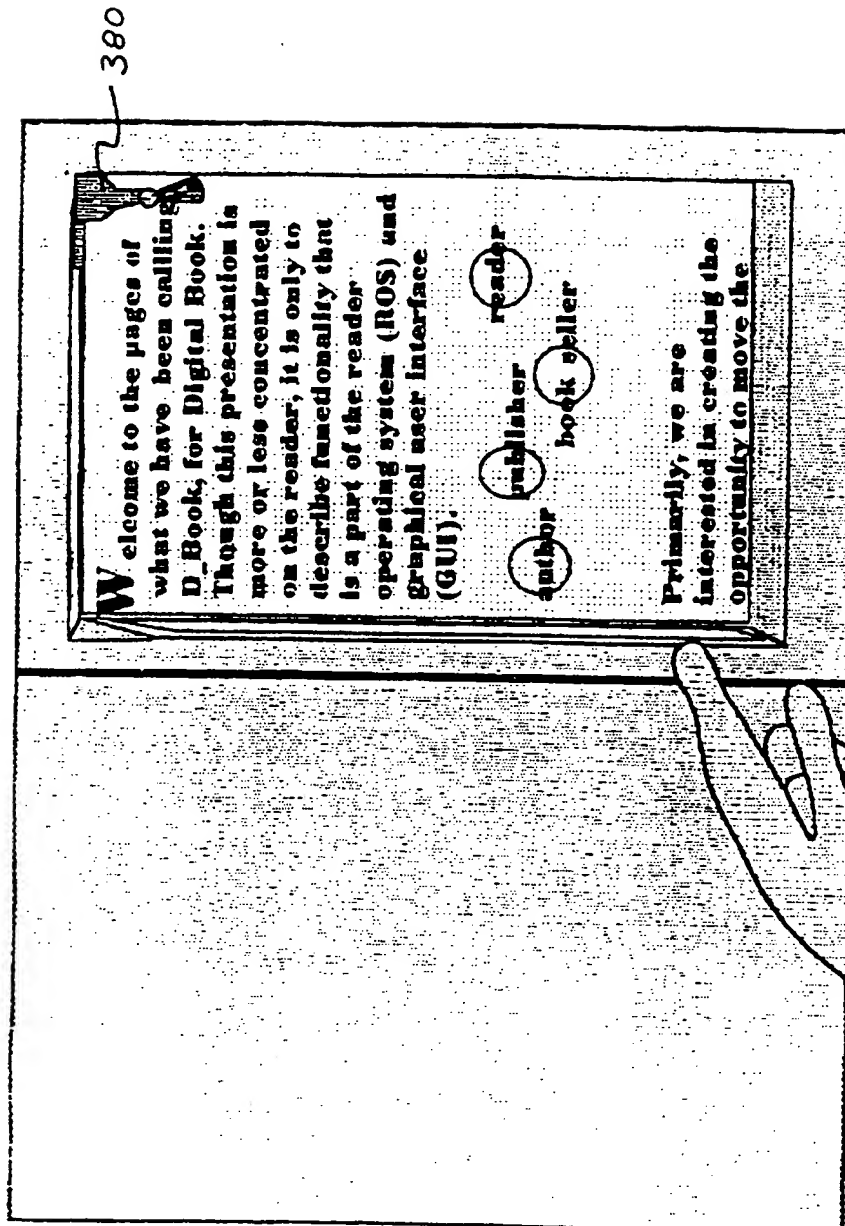 380
Welcome to the pages of
what we have been callling
D_Book, for Digital Book.
Though this presentation is
more or less concentrated
on the reader, it is only to
describe fumedomality that
is a part of the reader
operating system (ROS) und
graphical user interface
(GUI).
author publisher reader
book seller
Primarily, we are
interested in creating the
opportunity to move the